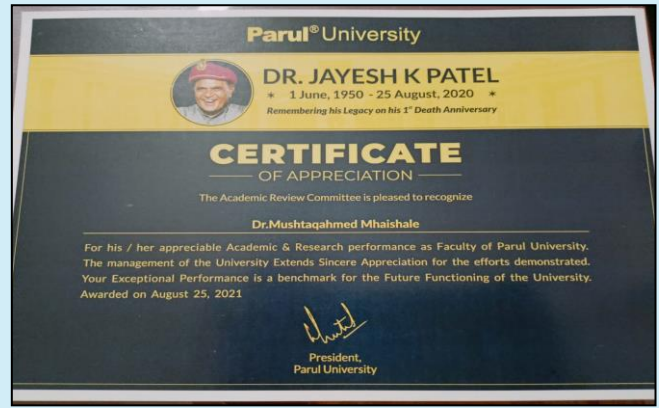 Parul® University
DR. JAYESH K PATEL
* 1 June, 1950 - 25 August, 2020 *
Remembering his Legacy on his 1st Death Anniversary
CERTIFICATE
OF APPRECIATION
The Academic Review Committee is pleased to recognize
Dr.Mushtaqahmed Mhaishale
For his / her appreciable Academic & Research performance as Faculty of Parul University.
The management of the University Extends Sincere Appreciation for the efforts demonstrated.
Your Exceptional Performance is a benchmark for the Future Functioning of the University.
Awarded on August 25, 2021
President,
Parul University